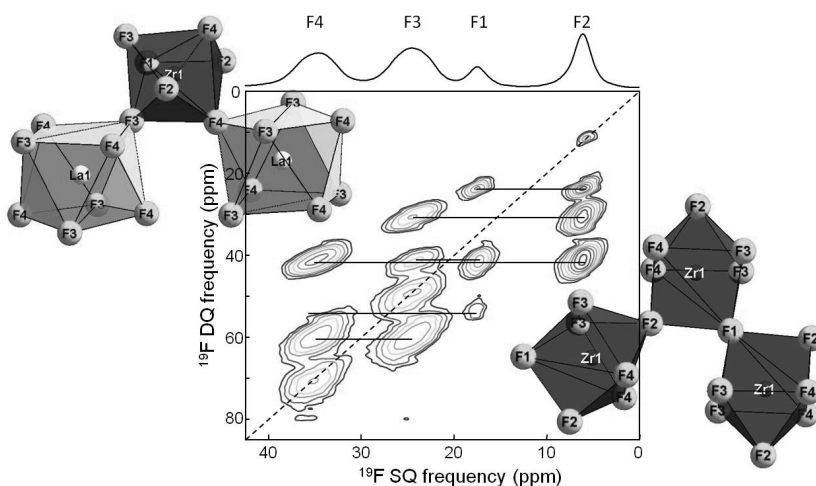 F4 F3 F1 F2
F3 F4
F1 Zr1 F2
F2
F3 F4
F4
F3 F4
La1
F3
F4 F4
F3
F3
F3 F4
La1
F4
F3 F4
0
20
40
60
80
¹⁹F DQ frequency (ppm)
F2
F4 F3
F4 Zr1 F3
F1
F3
F3 F2
F1 Zr1
F4
F4
F2
F2
F3 Zr1 F4
F3 F4
F2
40 30 20 10 0
¹⁹F SQ frequency (ppm)